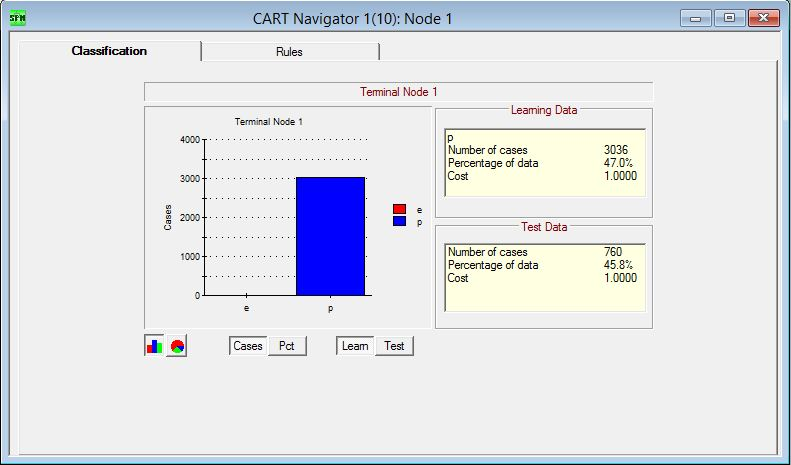 SPM
CART Navigator 1(10): Node 1
Classification
Rules
Terminal Node 1
Terminal Node 1
4000
3000
2000
1000
0
Cases
e
p
e
p
Learning Data
p
Number of cases 3036
Percentage of data 47.0%
Cost 1.0000
Test Data
Number of cases 760
Percentage of data 45.8%
Cost 1.0000
Cases
Pct
Learn
Test